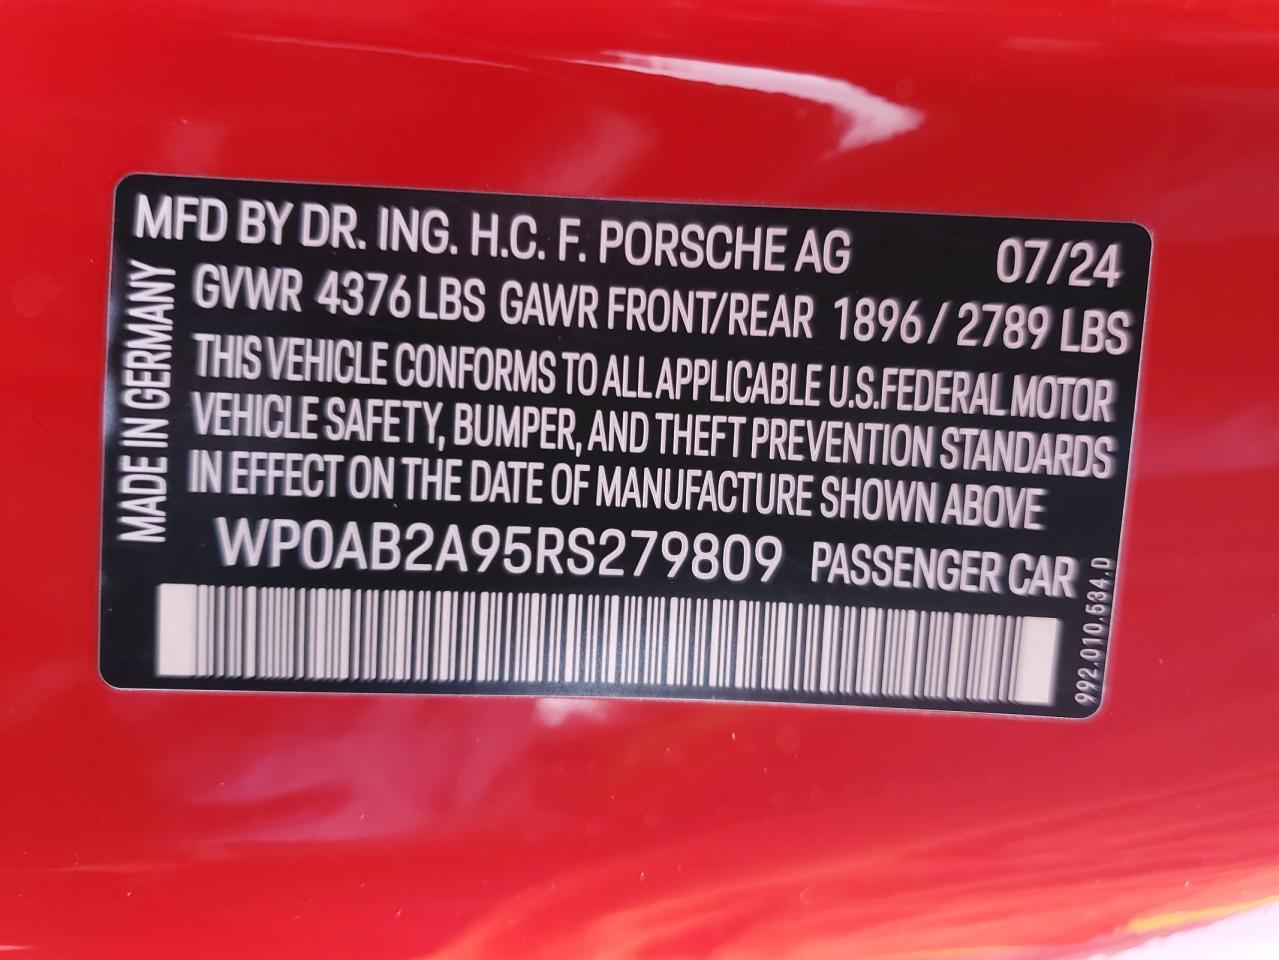 MFD BY DR. ING. H.C. F. PORSCHE AG 07/24
GVWR 4376 LBS GAWR FRONT/REAR 1896 / 2789 LBS
THIS VEHICLE CONFORMS TO ALL APPLICABLE U.S.FEDERAL MOTOR
VEHICLE SAFETY, BUMPER, AND THEFT PREVENTION STANDARDS
IN EFFECT ON THE DATE OF MANUFACTURE SHOWN ABOVE
WP0AB2A95RS279809 PASSENGER CAR
MADE IN GERMANY
992.010.534.0